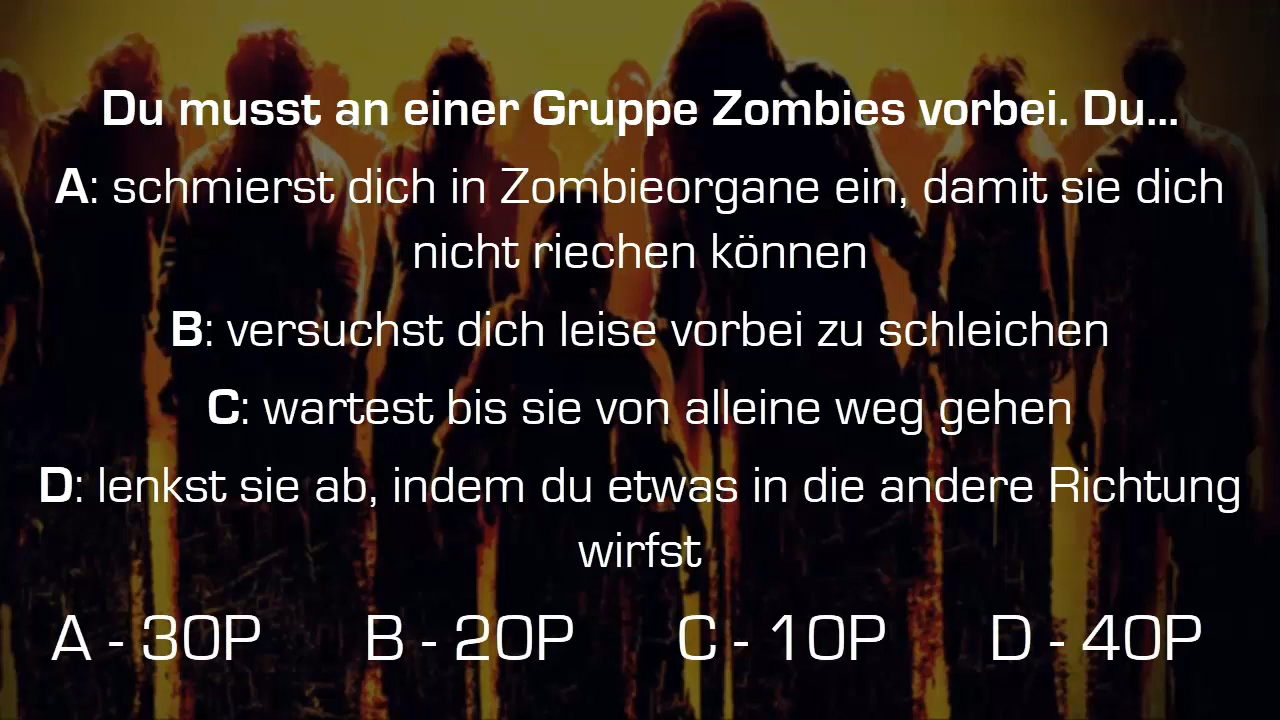 Du musst an einer Gruppe Zombies vorbei. Du...
A: schmierst dich in Zombieorgane ein, damit sie dich
nicht riechen können
B: versuchst dich leise vorbei zu schleichen
C: wartest bis sie von alleine weg gehen
D: lenkst sie ab, indem du etwas in die andere Richtung
wirfst
A - 30P B - 20P C - 10P D - 40P